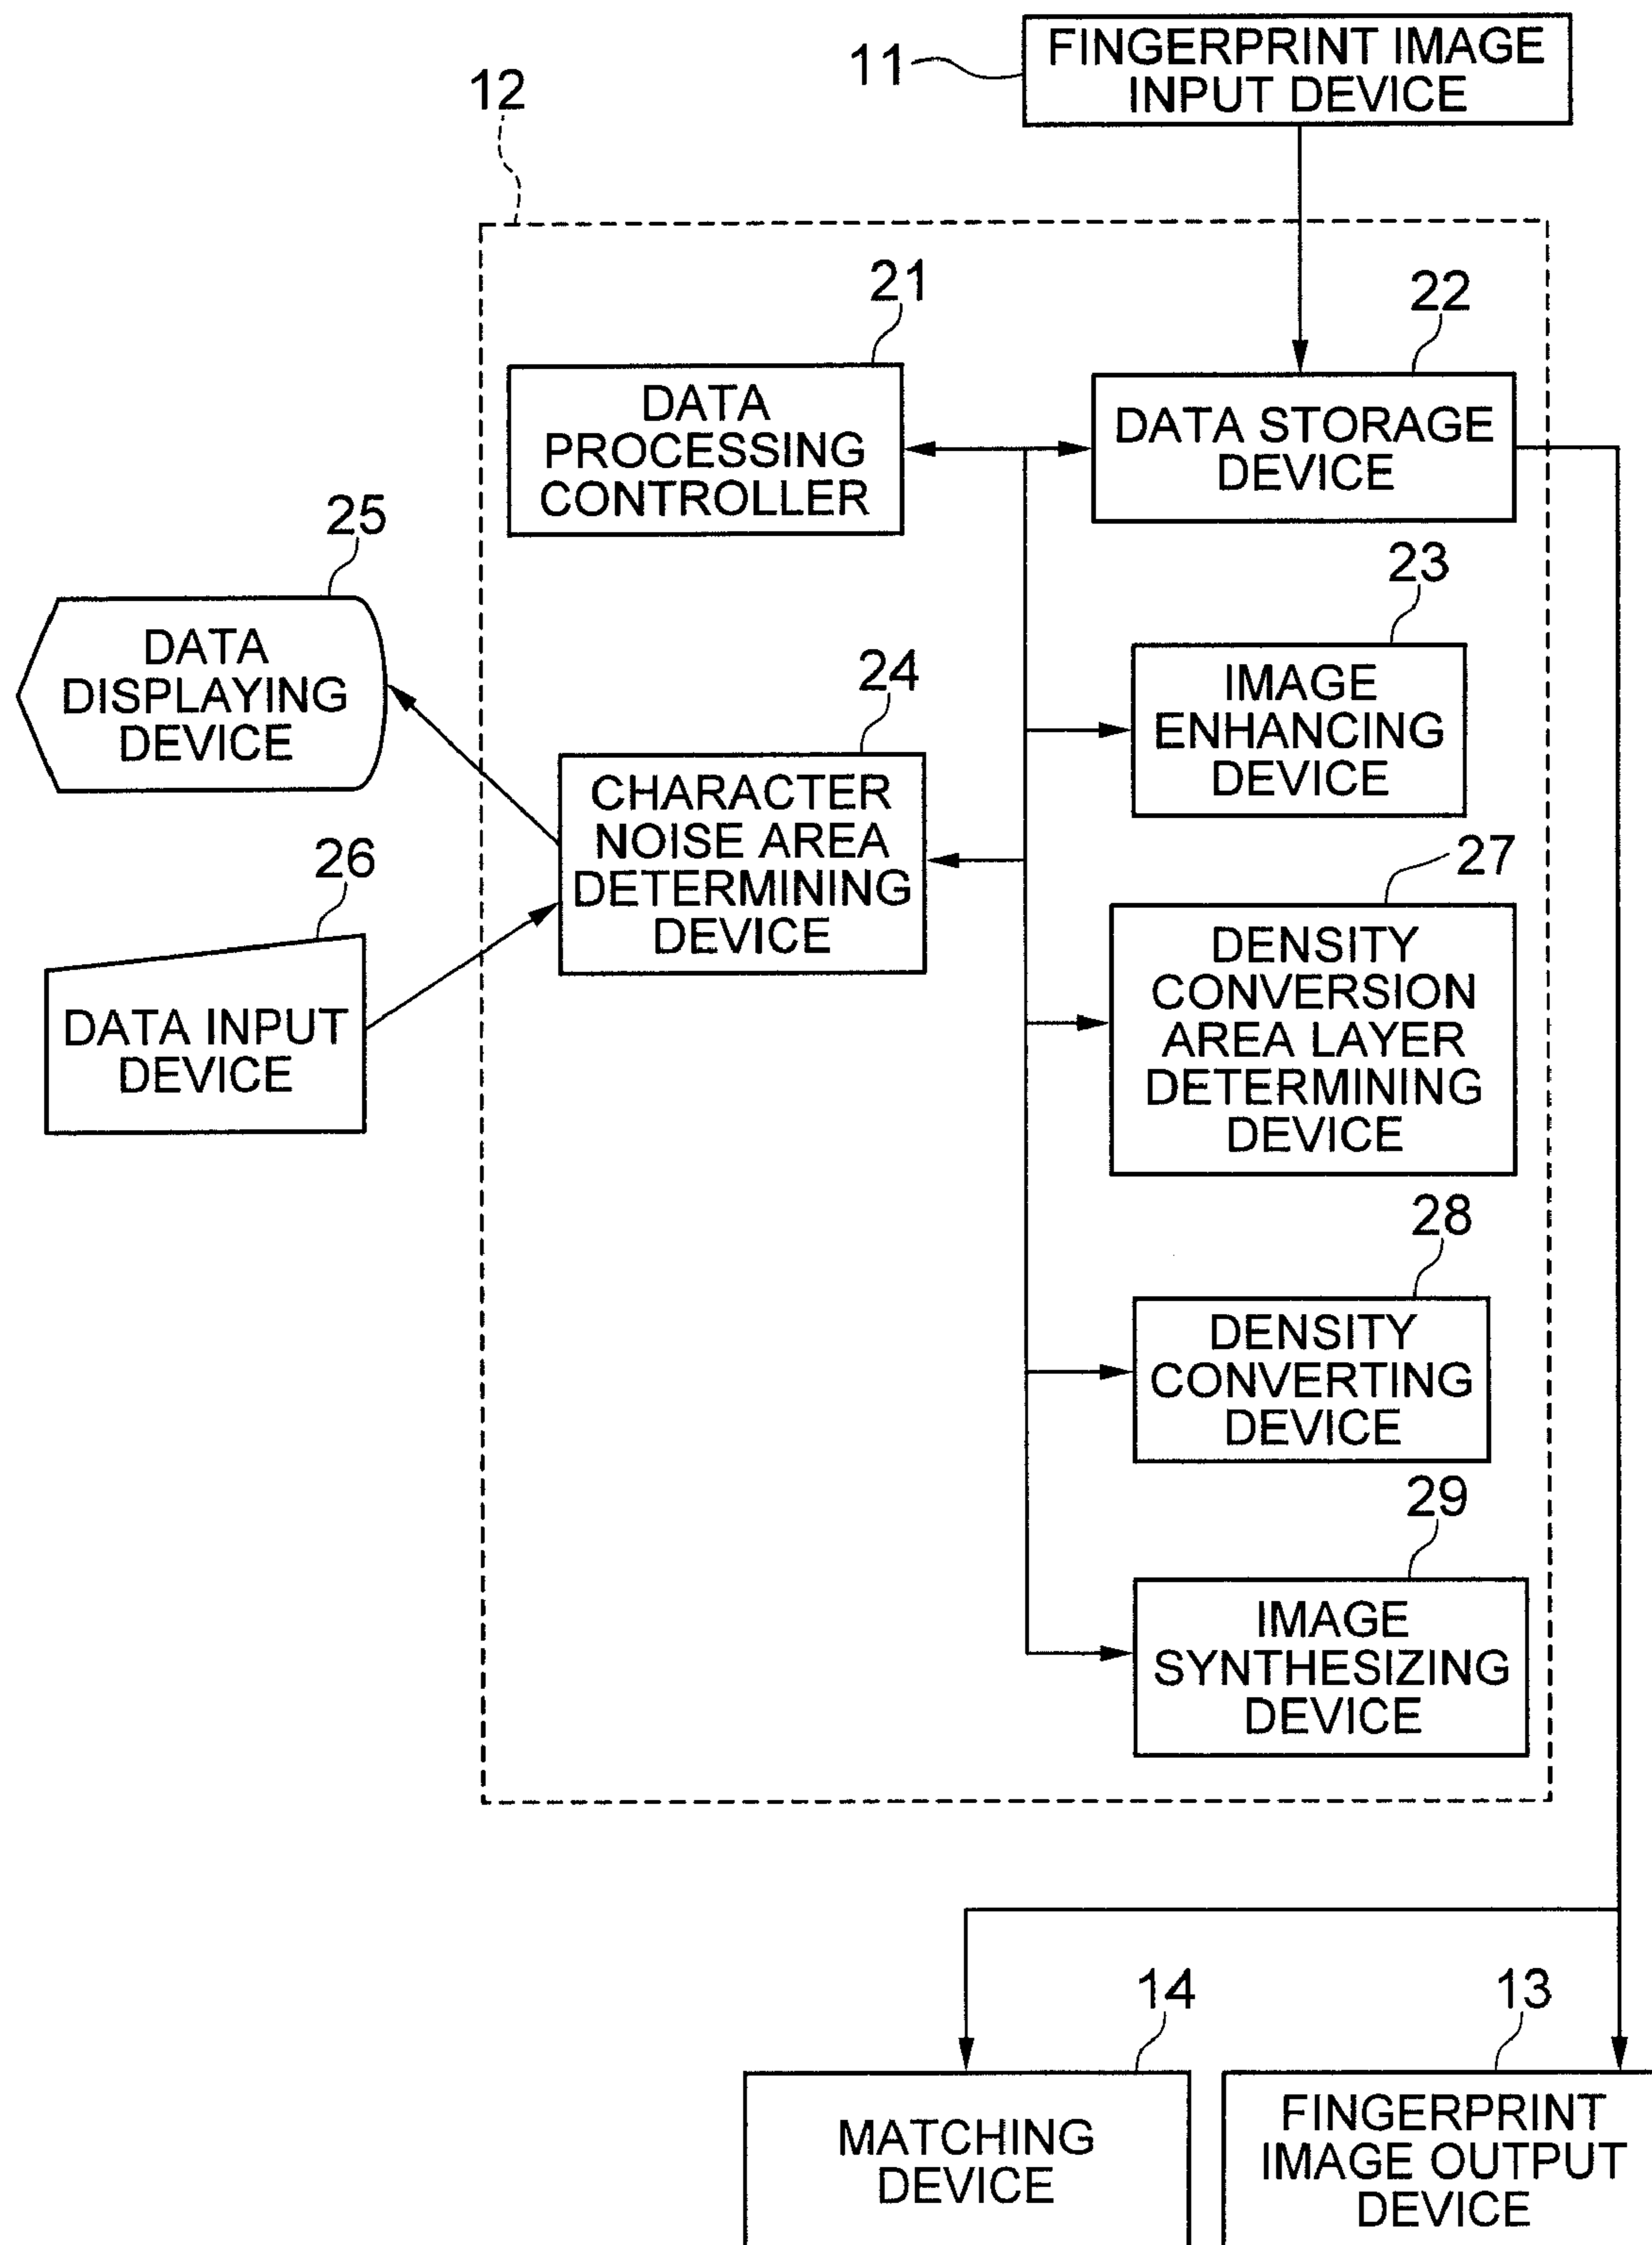 11
FINGERPRINT IMAGE
INPUT DEVICE
12
21
DATA
PROCESSING
CONTROLLER
22
DATA STORAGE
DEVICE
23
IMAGE
ENHANCING
DEVICE
25
DATA
DISPLAYING
DEVICE
24
CHARACTER
NOISE AREA
DETERMINING
DEVICE
26
DATA INPUT
DEVICE
27
DENSITY
CONVERSION
AREA LAYER
DETERMINING
DEVICE
28
DENSITY
CONVERTING
DEVICE
29
IMAGE
SYNTHESIZING
DEVICE
14
MATCHING
DEVICE
13
FINGERPRINT
IMAGE OUTPUT
DEVICE